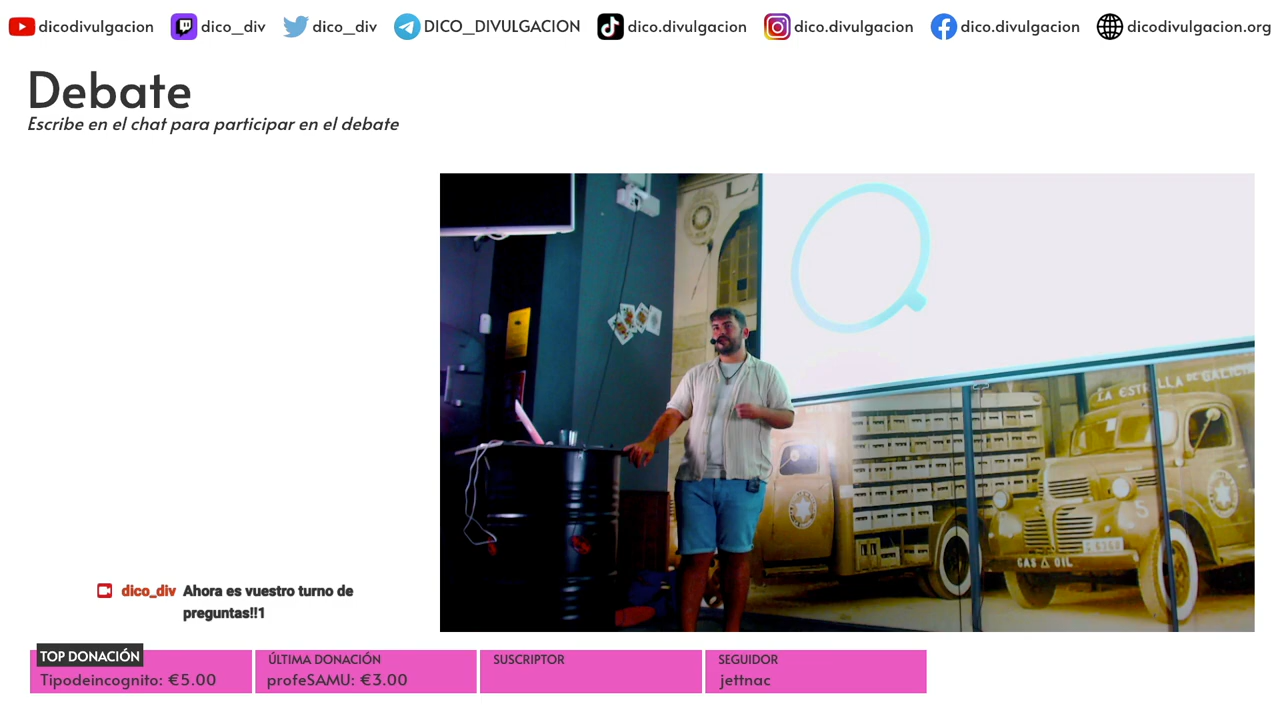 dicodivulgacion dico_div dico_div DICO_DIVULGACION dico.divulgacion dico.divulgacion dico.divulgacion dicodivulgacion.org
Debate
Escribe en el chat para participar en el debate
LA ESTRELLA DE GALICIA
5
GAS OIL
dico_div Ahora es vuestro turno de
preguntas!!1
TOP DONACIÓN
Tipodeincognito: €5.00
ÚLTIMA DONACIÓN
profeSAMU: €3.00
SUSCRIPTOR
SEGUIDOR
jettnac